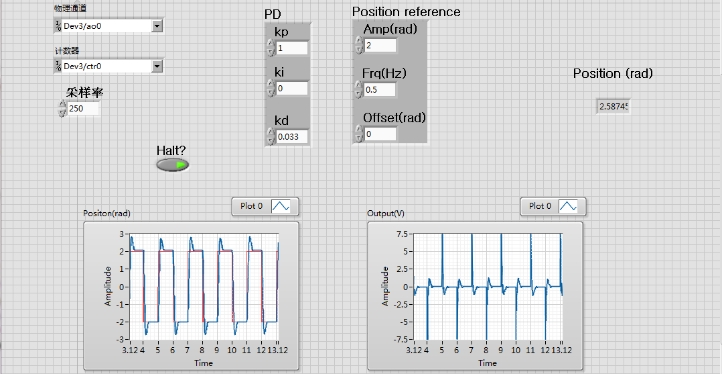 物理通道
Dev3/ao0
计数器
Dev3/ctr0
采样率
250
Halt?
PD
kp
1
ki
0
kd
0.033
Position reference
Amp(rad)
2
Frq(Hz)
0.5
Offset(rad)
0
Position (rad)
2.5874
Positon(rad)
Plot 0
Amplitude
3
2
1
0
-1
-2
-3
3.12 4 5 6 7 8 9 10 11 12 13.12
Time
Output(V)
Plot 0
Amplitude
7.5
5
2.5
0
-2.5
-5
-7.5
3.12 4 5 6 7 8 9 10 11 12 13.12
Time